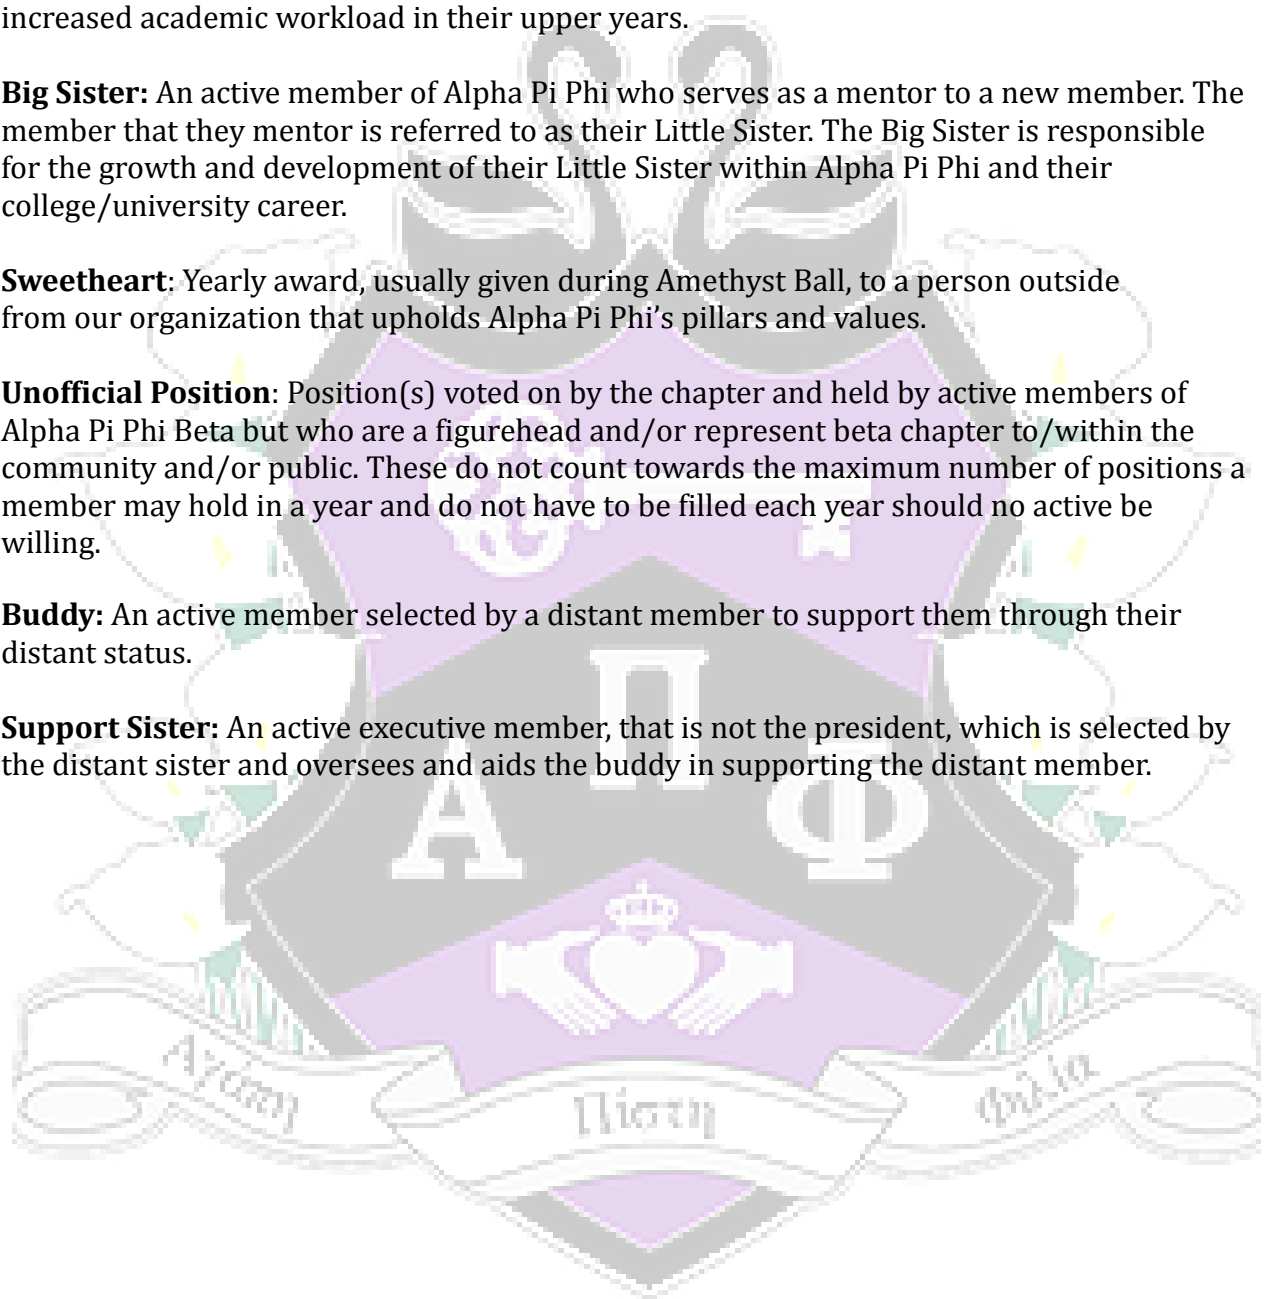 increased academic workload in their upper years.
Big Sister: An active member of Alpha Pi Phi who serves as a mentor to a new member. The
member that they mentor is referred to as their Little Sister. The Big Sister is responsible
for the growth and development of their Little Sister within Alpha Pi Phi and their
college/university career.
Sweetheart: Yearly award, usually given during Amethyst Ball, to a person outside
from our organization that upholds Alpha Pi Phi’s pillars and values.
Unofficial Position: Position(s) voted on by the chapter and held by active members of
Alpha Pi Phi Beta but who are a figurehead and/or represent beta chapter to/within the
community and/or public. These do not count towards the maximum number of positions a
member may hold in a year and do not have to be filled each year should no active be
willing.
Buddy: An active member selected by a distant member to support them through their
distant status.
Support Sister: An active executive member, that is not the president, which is selected by
the distant sister and oversees and aids the buddy in supporting the distant member.
Α Π Φ
Αγάπη Πίστη Φιλία